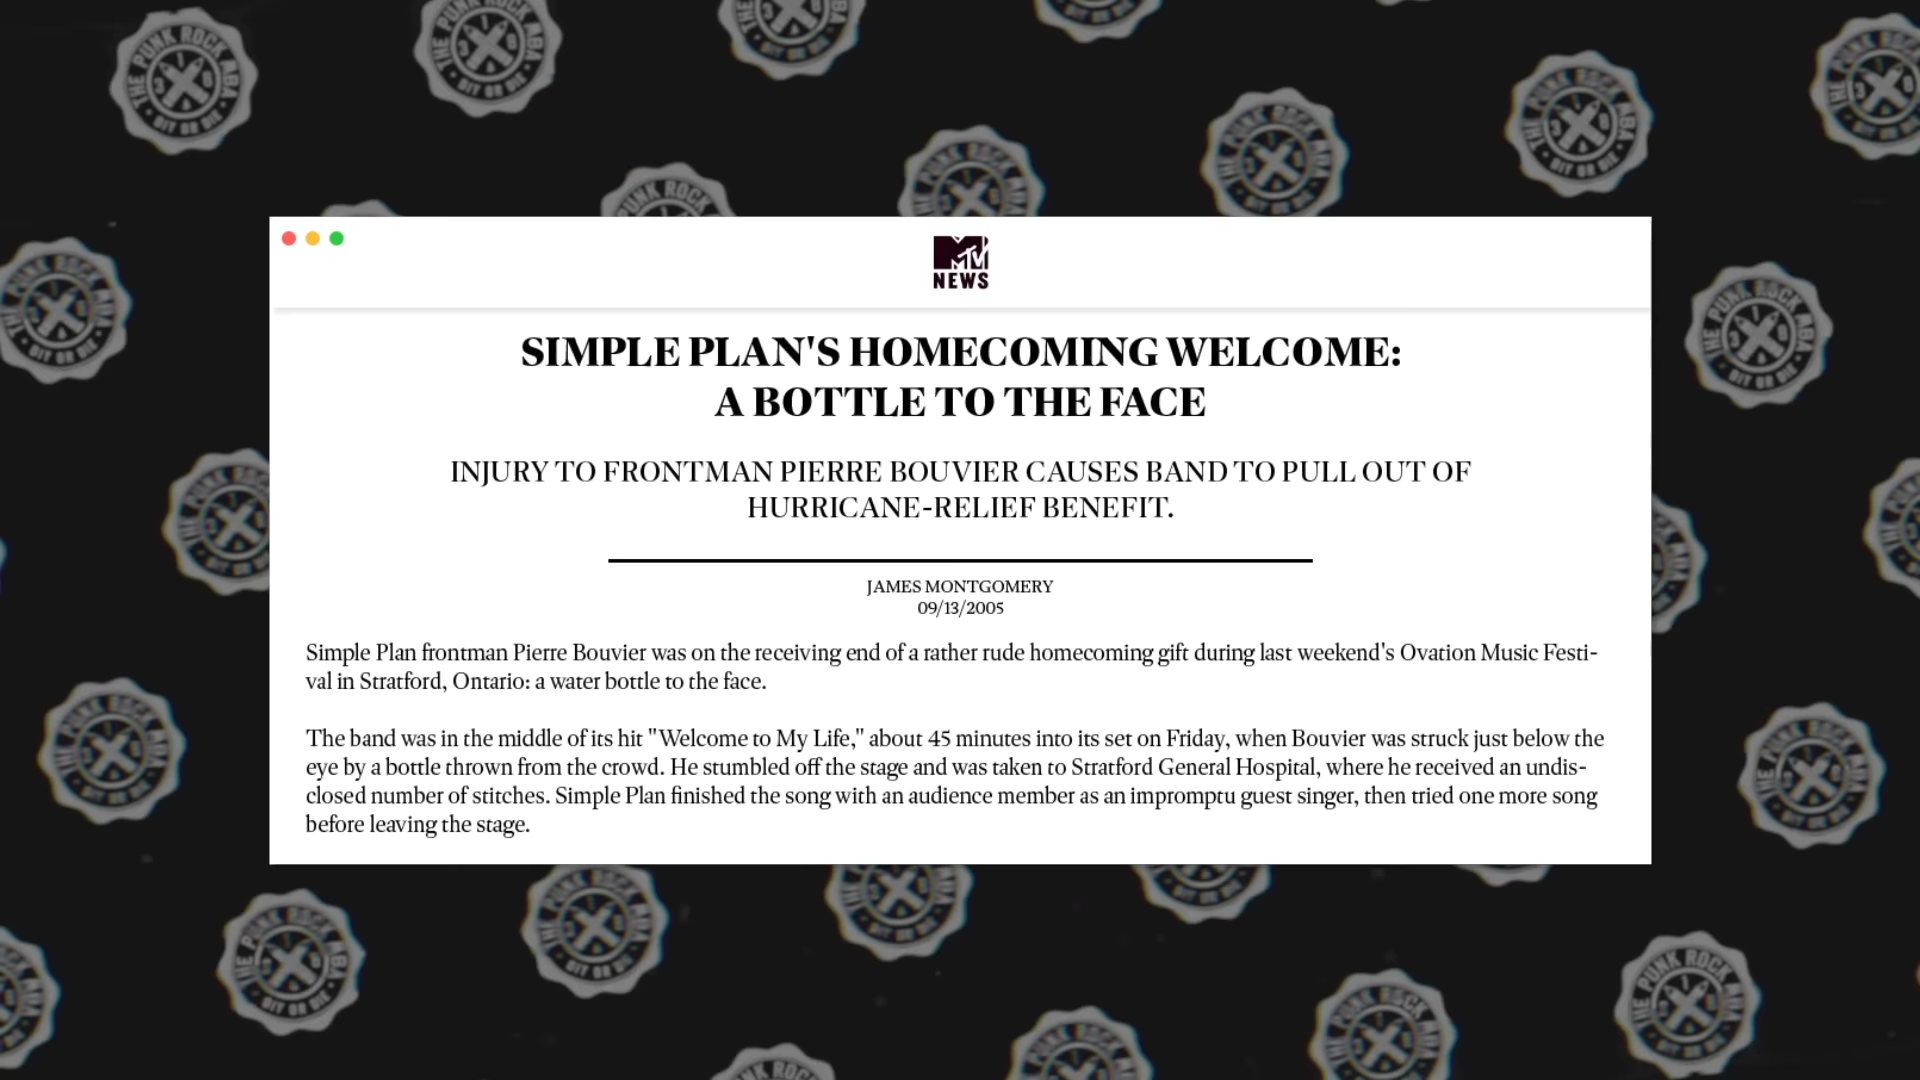 MTV
NEWS
SIMPLE PLAN'S HOMECOMING WELCOME:
A BOTTLE TO THE FACE
INJURY TO FRONTMAN PIERRE BOUVIER CAUSES BAND TO PULL OUT OF
HURRICANE-RELIEF BENEFIT.
JAMES MONTGOMERY
09/13/2005
Simple Plan frontman Pierre Bouvier was on the receiving end of a rather rude homecoming gift during last weekend's Ovation Music Festi-
val in Stratford, Ontario: a water bottle to the face.
The band was in the middle of its hit "Welcome to My Life," about 45 minutes into its set on Friday, when Bouvier was struck just below the
eye by a bottle thrown from the crowd. He stumbled off the stage and was taken to Stratford General Hospital, where he received an undis-
closed number of stitches. Simple Plan finished the song with an audience member as an impromptu guest singer, then tried one more song
before leaving the stage.
THE PUNK ROCK MBA
DIY OR DIE